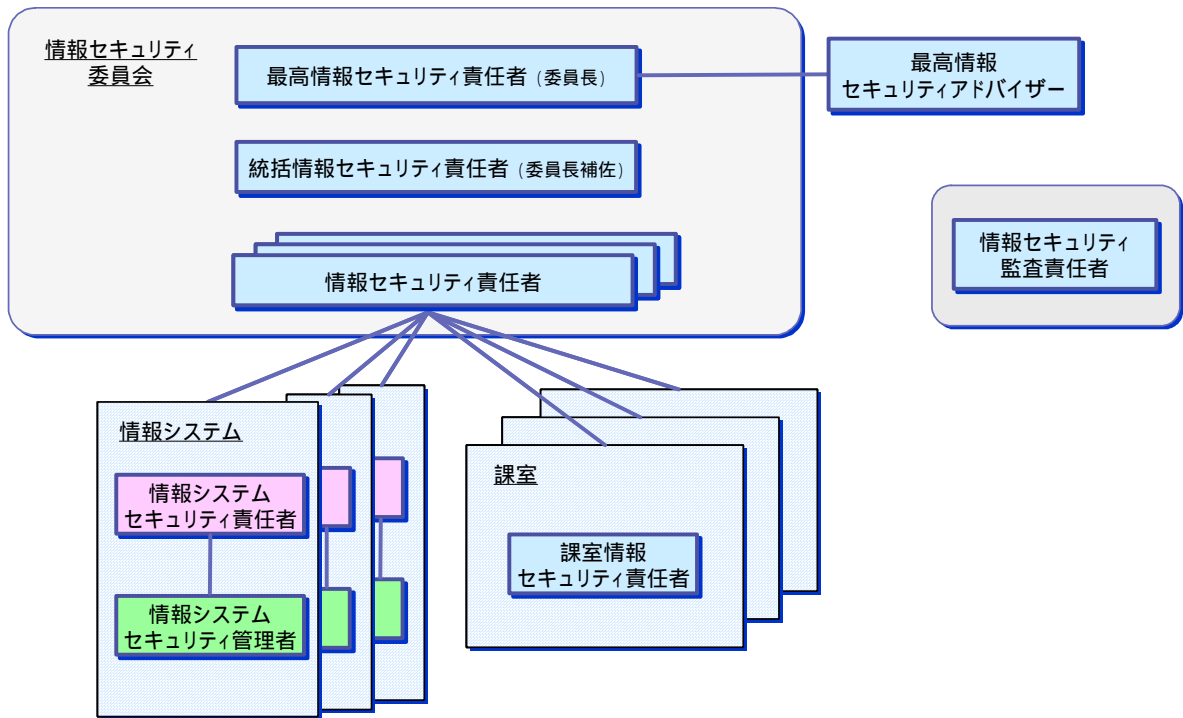 情報セキュリティ
委員会
最高情報セキュリティ責任者（委員長）
最高情報
セキュリティアドバイザー
統括情報セキュリティ責任者（委員長補佐）
情報セキュリティ
監査責任者
情報セキュリティ責任者
情報システム
情報システム
セキュリティ責任者
情報システム
セキュリティ管理者
課室
課室情報
セキュリティ責任者